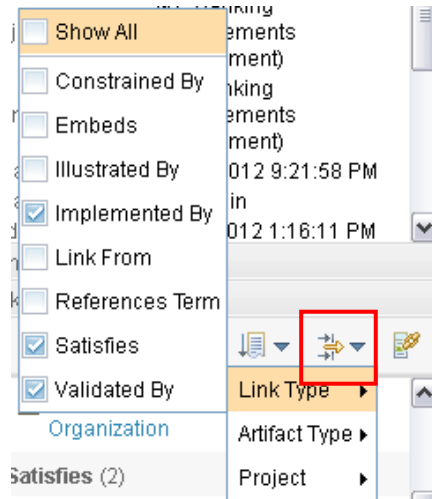 Show All
ements
ment)
Constrained By
nking
ements
Embeds
ment)
Illustrated By
012 9:21:58 PM
in
Implemented By
012 1:16:11 PM
Link From
References Term
Satisfies
Validated By
Link Type
Organization
Artifact Type
Satisfies (2)
Project